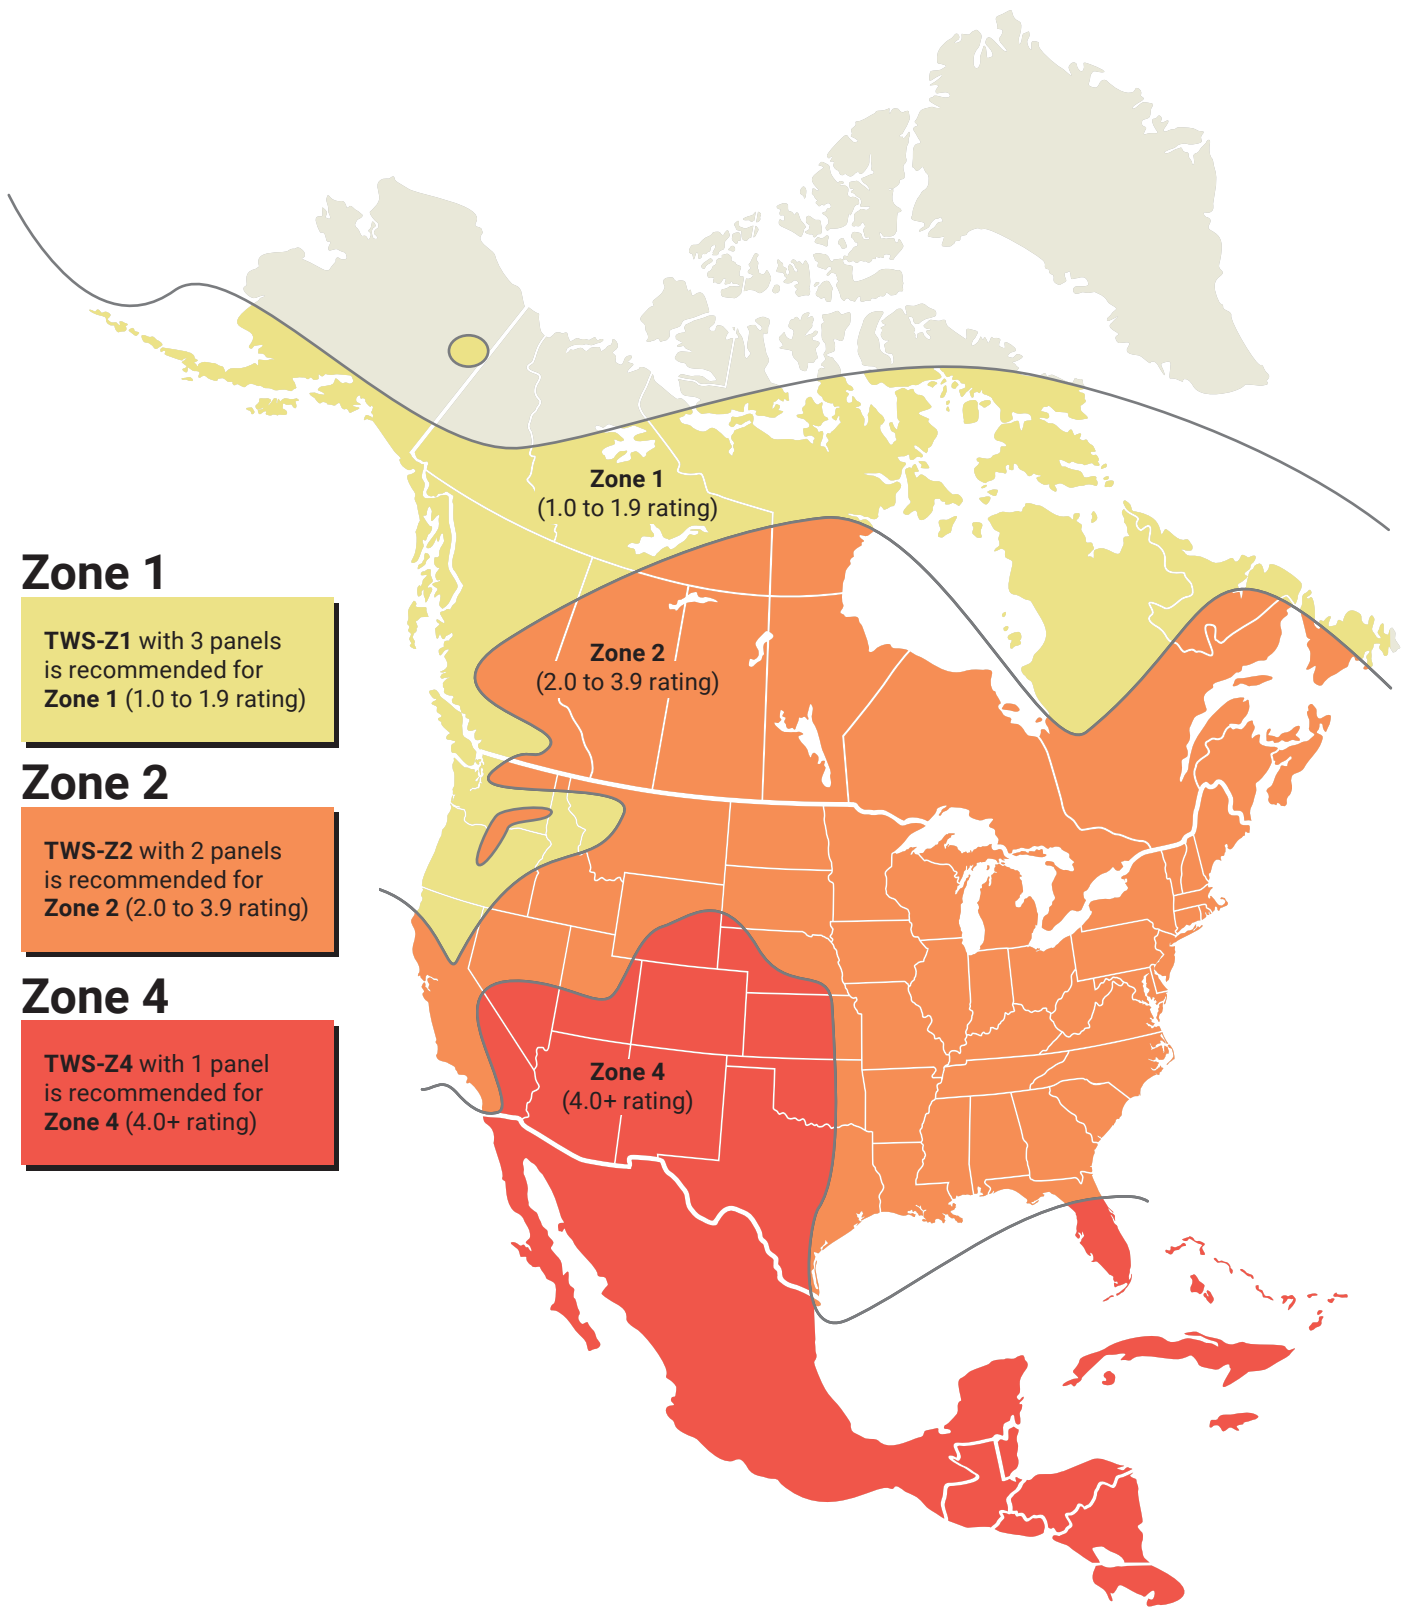 Zone 1
(1.0 to 1.9 rating)
Zone 1
TWS-Z1 with 3 panels
is recommended for
Zone 1 (1.0 to 1.9 rating)
Zone 2
(2.0 to 3.9 rating)
Zone 2
TWS-Z2 with 2 panels
is recommended for
Zone 2 (2.0 to 3.9 rating)
Zone 4
TWS-Z4 with 1 panel
is recommended for
Zone 4 (4.0+ rating)
Zone 4
(4.0+ rating)